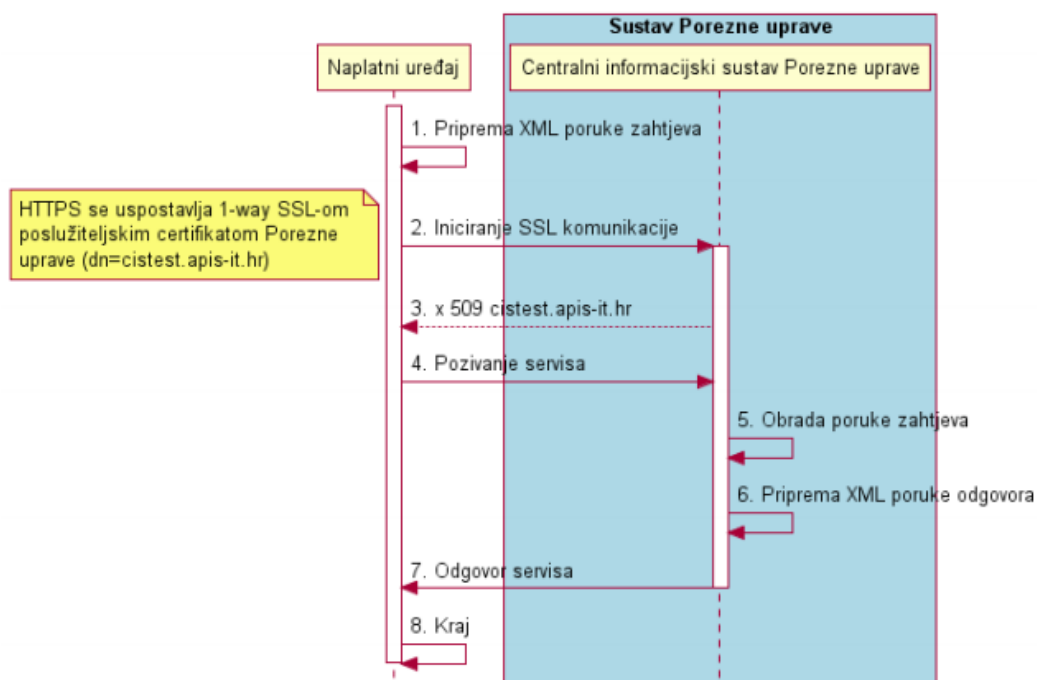 Sustav Porezne uprave
Naplatni uređaj
Centralni informacijski sustav Porezne uprave
1. Priprema XML poruke zahtjeva
HTTPS se uspostavlja 1-way SSL-om
poslužiteljskim certifikatom Porezne
uprave (dn=cistest.apis-it.hr)
2. Iniciranje SSL komunikacije
3. x 509 cistest.apis-it.hr
4. Pozivanje servisa
5. Obrada poruke zahtjeva
6. Priprema XML poruke odgovora
7. Odgovor servisa
8. Kraj